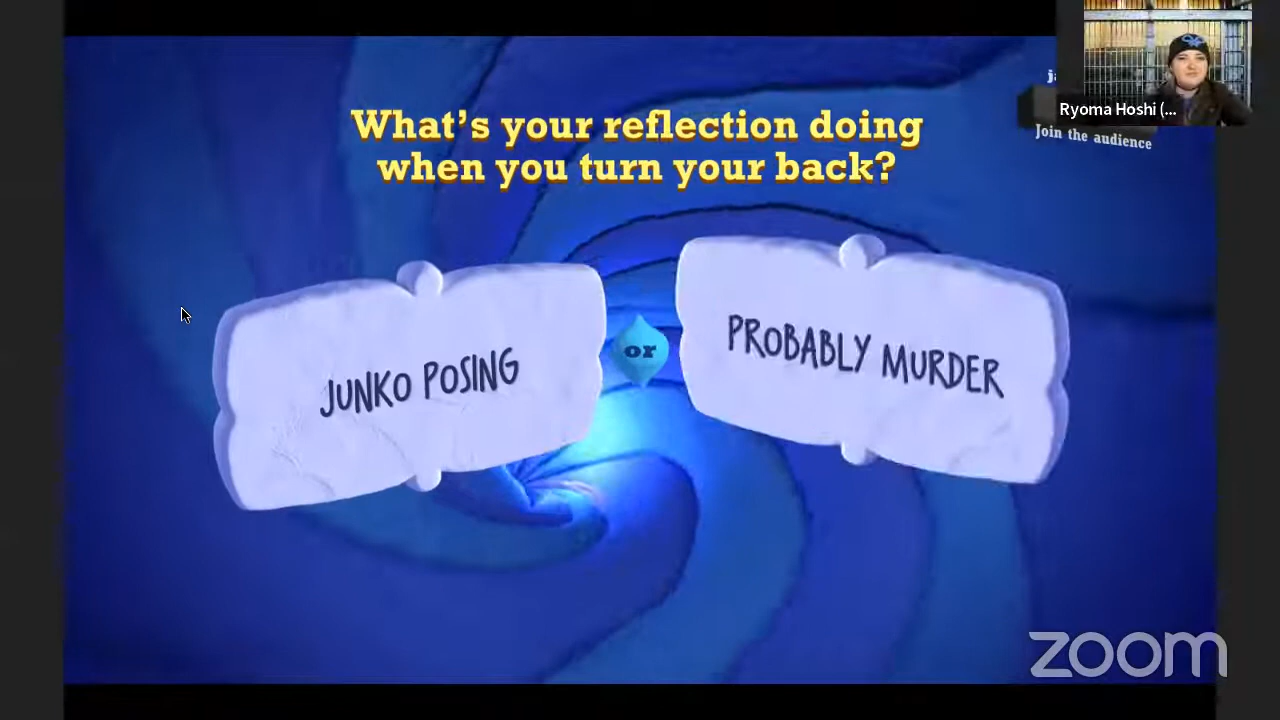 What's your reflection doing
when you turn your back?
Ryoma Hoshi (...
Join the audience
JUNKO POSING
or
PROBABLY MURDER
zoom